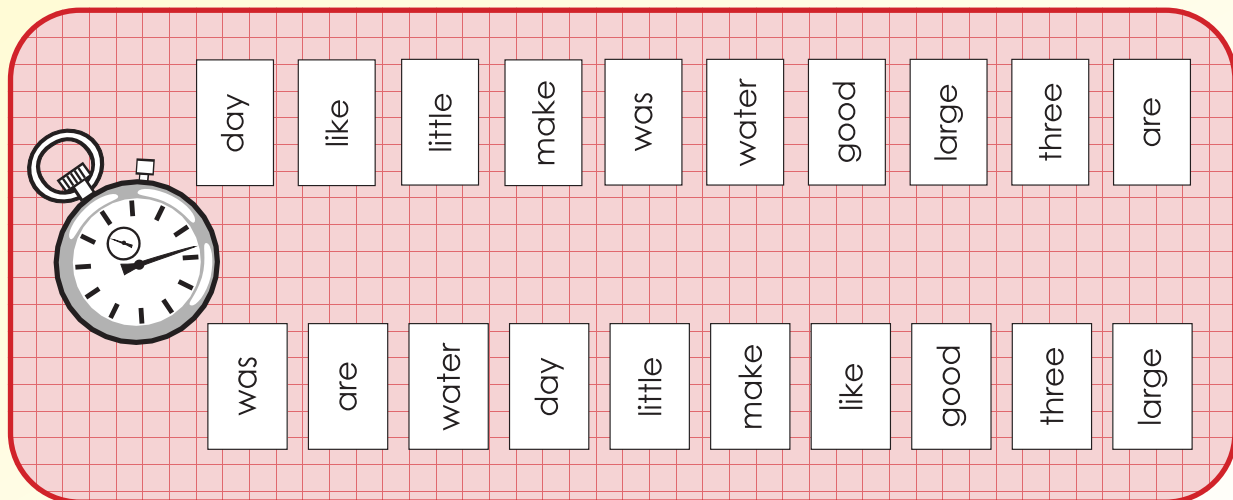 was
are
water
day
little
make
like
good
three
large
day
like
little
make
was
water
good
large
three
are